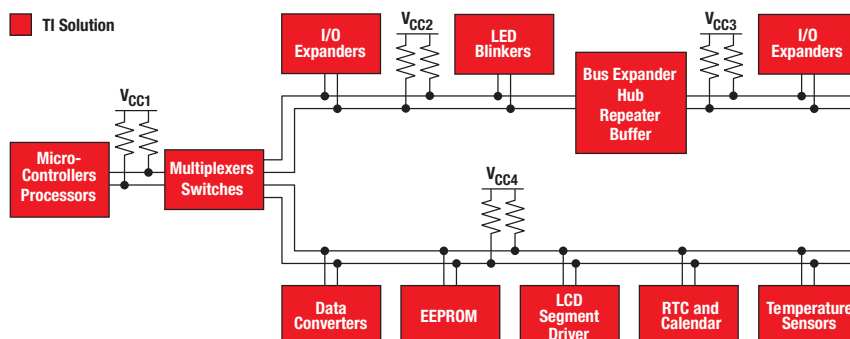 TI Solution
I/O
Expanders
VCC2
LED
Blinkers
VCC3
I/O
Expanders
Bus Expander
Hub
Repeater
Buffer
VCC1
Micro-
Controllers
Processors
Multiplexers
Switches
VCC4
Data
Converters
EEPROM
LCD
Segment
Driver
RTC and
Calendar
Temperature
Sensors